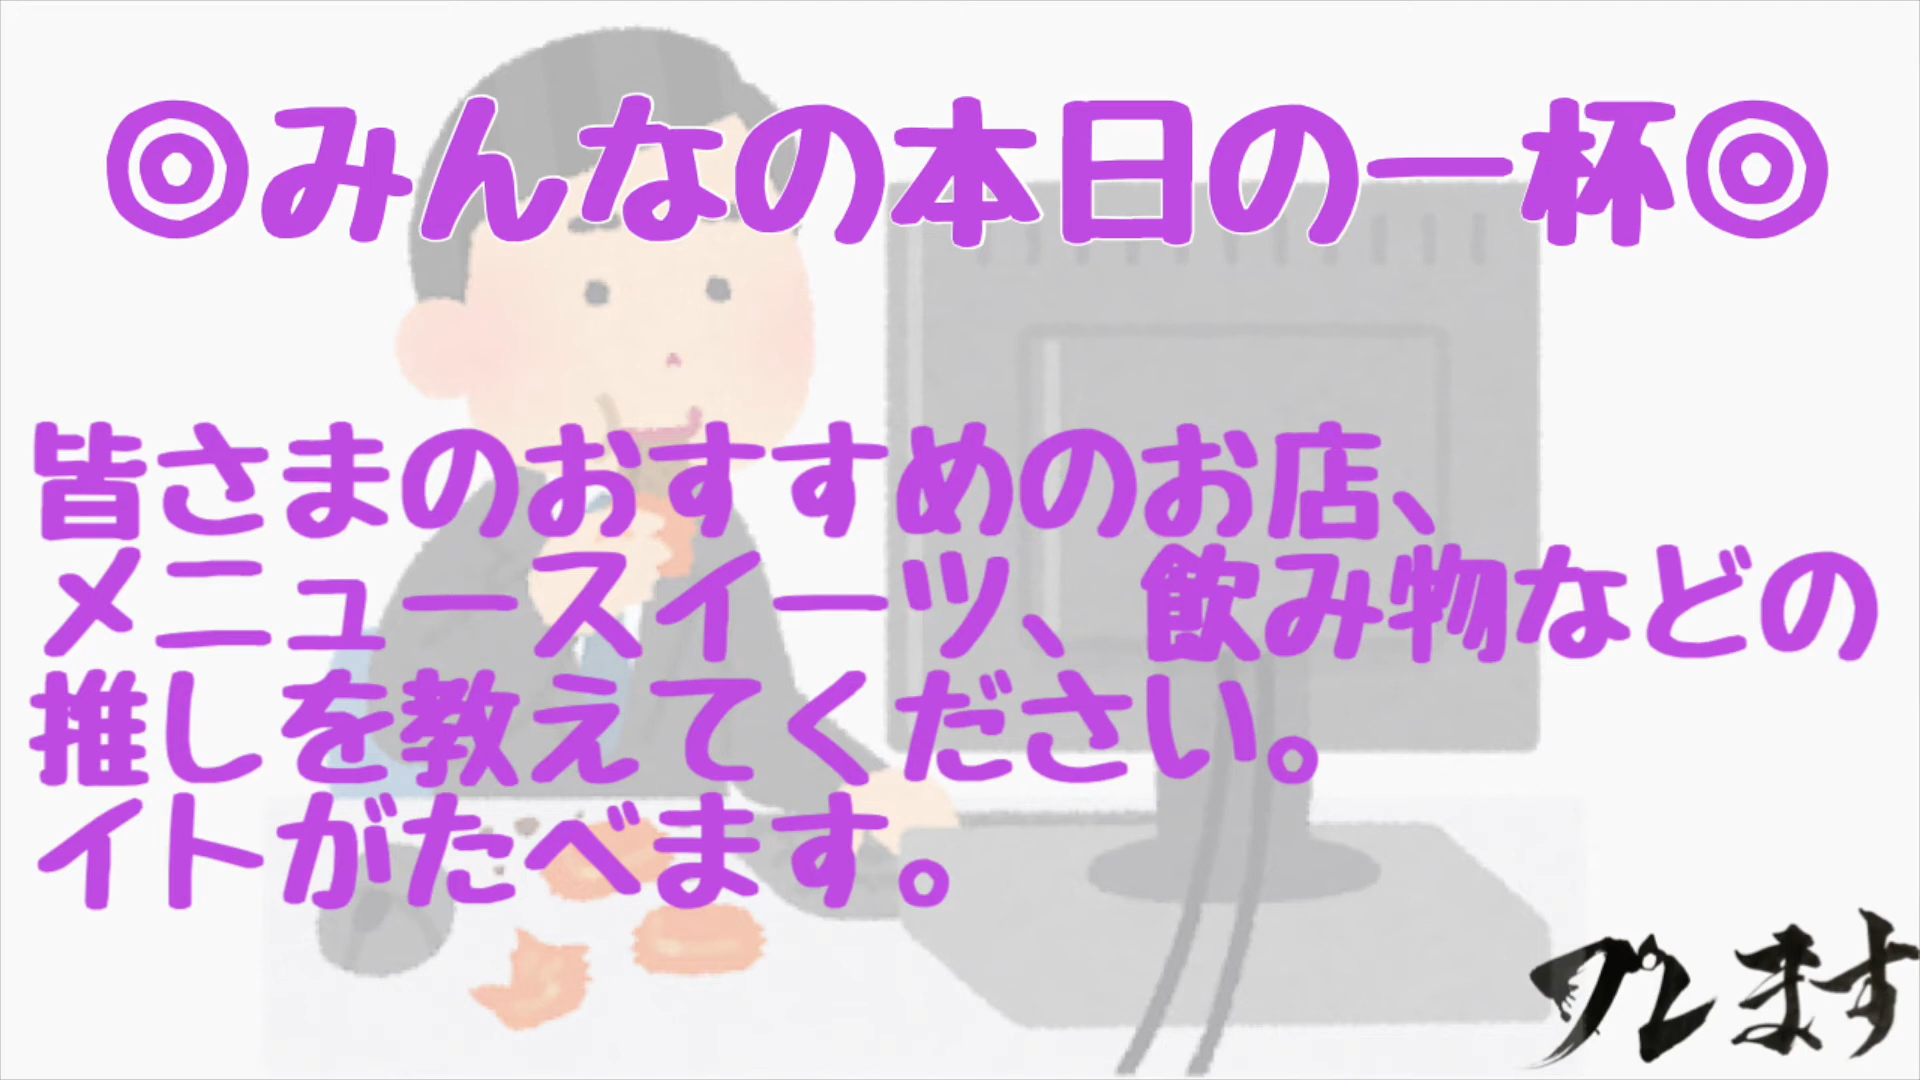 ◎みんなの本日の一杯◎
皆さまのおすすめのお店、
メニュースイーツ、飲み物などの
推しを教えてください。
イトがたべます。
プレます